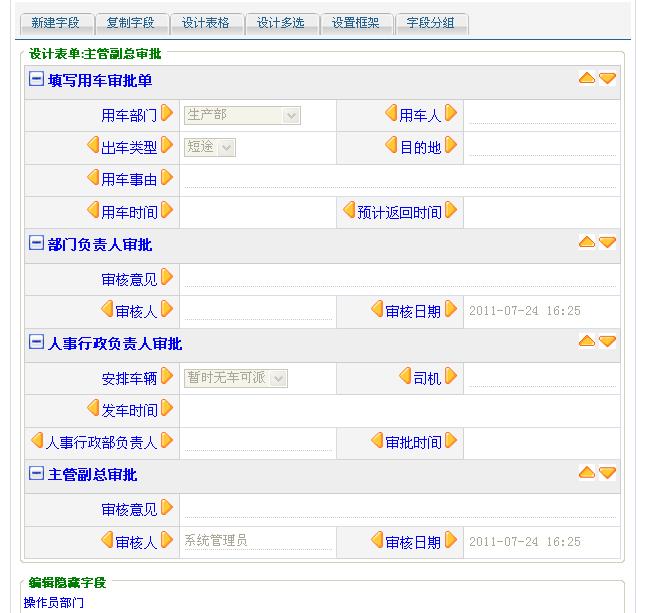 新建字段 复制字段 设计表格 设计多选 设置框架 字段分组
设计表单:主管副总审批
填写用车审批单
用车部门 生产部 用车人
出车类型 短途 目的地
用车事由
用车时间 预计返回时间
部门负责人审批
审核意见
审核人 审核日期 2011-07-24 16:25
人事行政负责人审批
安排车辆 暂时无车可派 司机
发车时间
人事行政部负责人 审批时间
主管副总审批
审核意见
审核人 系统管理员 审核日期 2011-07-24 16:25
编辑隐藏字段
操作员部门